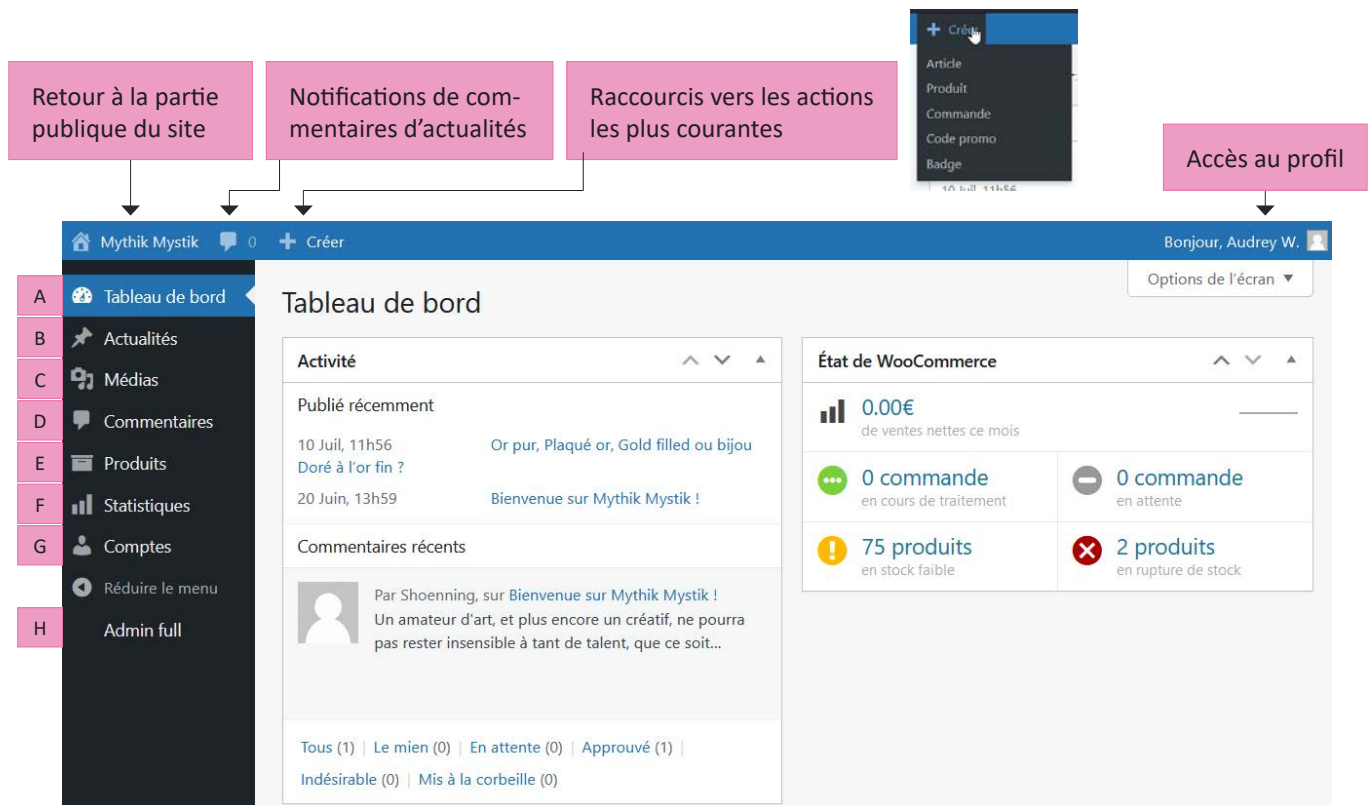 Retour à la partie
publique du site
Notifications de com-
mentaires d'actualités
Raccourcis vers les actions
les plus courantes
Créer
Article
Produit
Commande
Code promo
Badge
10 Juil, 11h56
Accès au profil
Mythik Mystik 0 Créer
Bonjour, Audrey W.
Options de l'écran ▼
A Tableau de bord
B Actualités
C Médias
D Commentaires
E Produits
F Statistiques
G Comptes
Réduire le menu
H Admin full
Tableau de bord
Activité
Publié récemment
10 Juil, 11h56 Or pur, Plaqué or, Gold filled ou bijou
Doré à l'or fin ?
20 Juin, 13h59 Bienvenue sur Mythik Mystik !
Commentaires récents
Par Shoenning, sur Bienvenue sur Mythik Mystik !
Un amateur d'art, et plus encore un créatif, ne pourra
pas rester insensible à tant de talent, que ce soit...
Tous (1) | Le mien (0) | En attente (0) | Approuvé (1) |
Indésirable (0) | Mis à la corbeille (0)
État de WooCommerce
0.00€
de ventes nettes ce mois
0 commande
en cours de traitement
0 commande
en attente
75 produits
en stock faible
2 produits
en rupture de stock